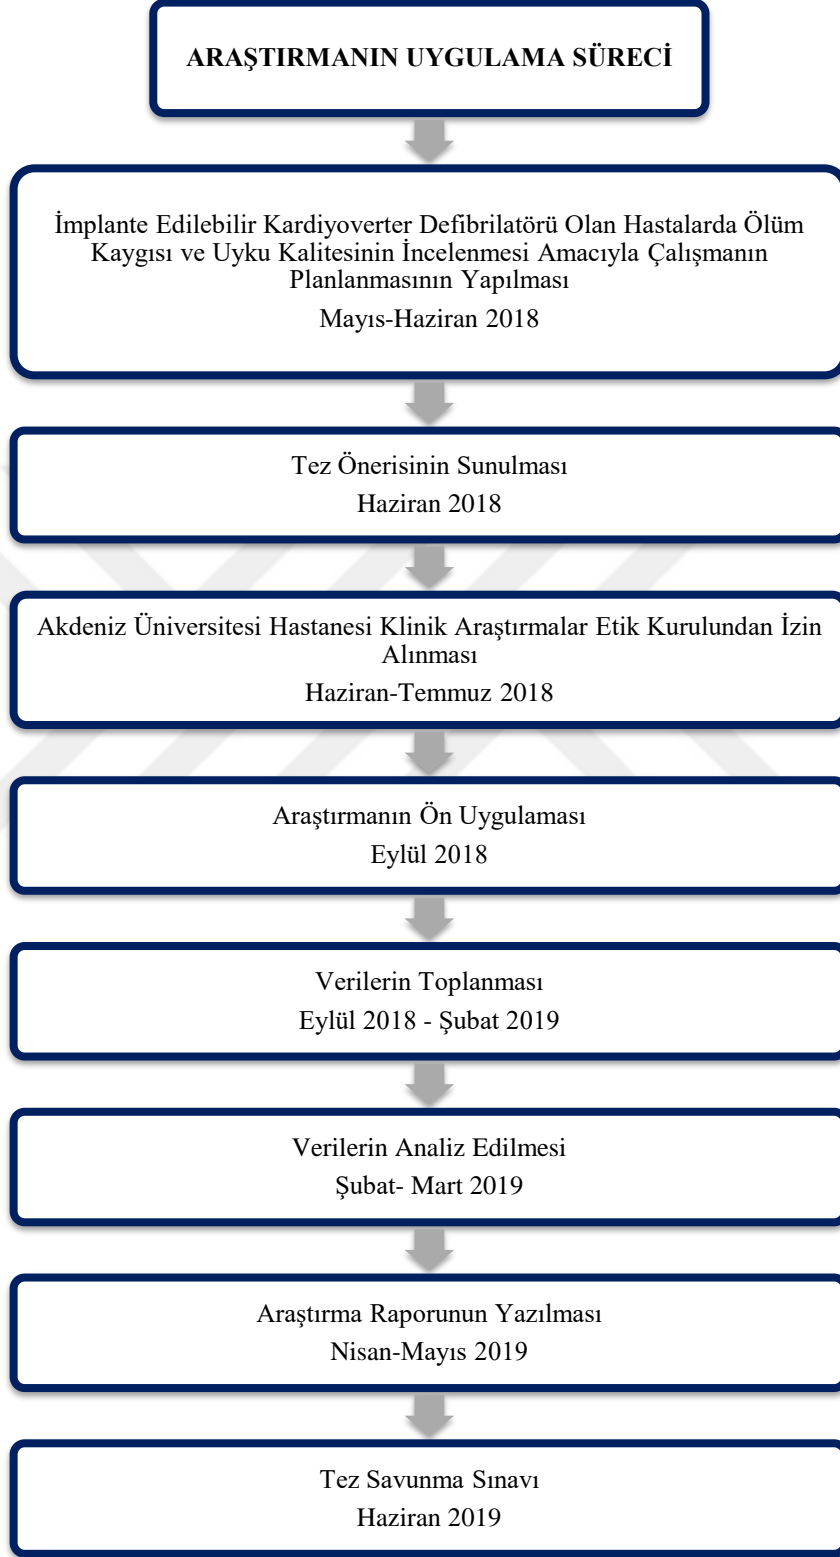 ARAŞTIRMANIN UYGULAMA SÜRECİ
İmplante Edilebilir Kardiyoverter Defibrilatörü Olan Hastalarda Ölüm
Kaygısı ve Uyku Kalitesinin İncelenmesi Amacıyla Çalışmanın
Planlanmasının Yapılması
Mayıs-Haziran 2018
Tez Önerisinin Sunulması
Haziran 2018
Akdeniz Üniversitesi Hastanesi Klinik Araştırmalar Etik Kurulundan İzin
Alınması
Haziran-Temmuz 2018
Araştırmanın Ön Uygulaması
Eylül 2018
Verilerin Toplanması
Eylül 2018 - Şubat 2019
Verilerin Analiz Edilmesi
Şubat- Mart 2019
Araştırma Raporunun Yazılması
Nisan-Mayıs 2019
Tez Savunma Sınavı
Haziran 2019